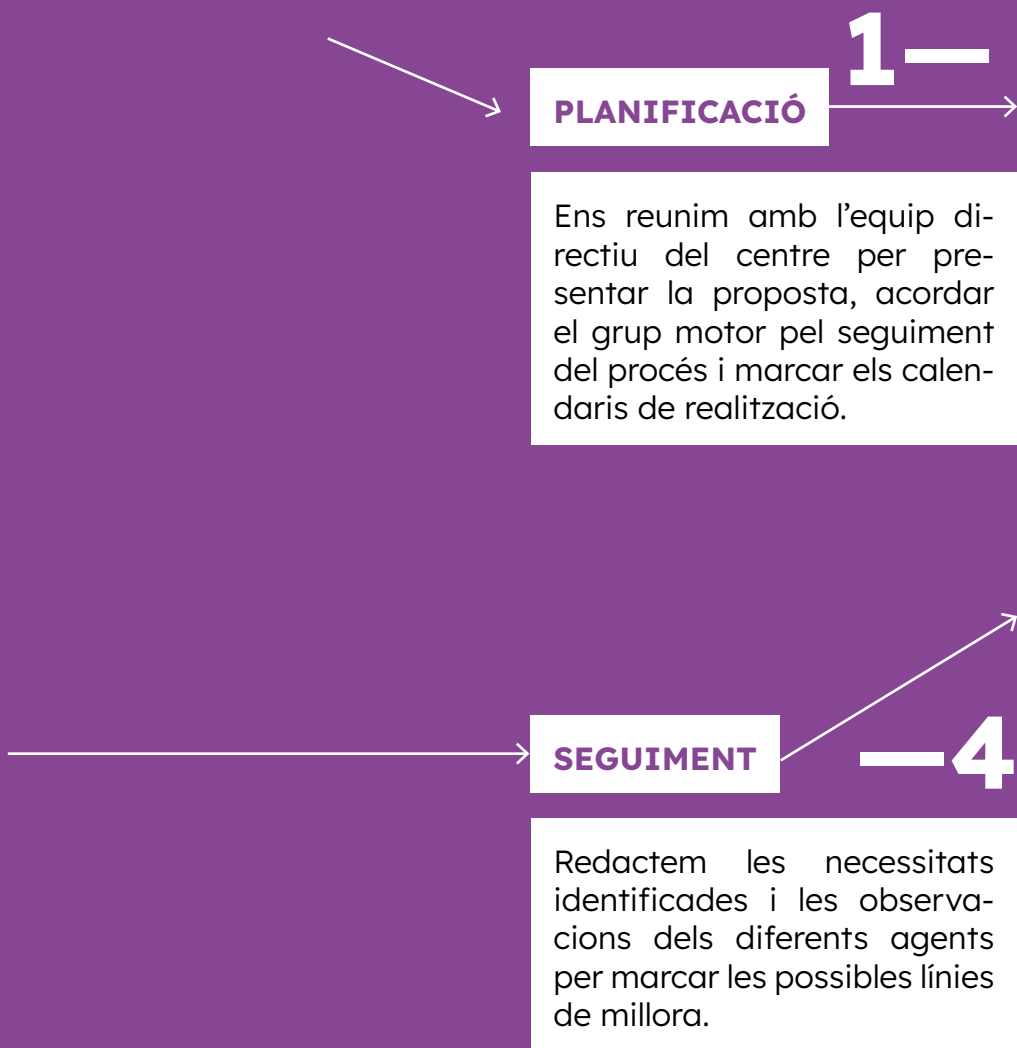 1—
PLANIFICACIÓ
Ens reunim amb l’equip di-
rectiu del centre per pre-
sentar la proposta, acordar
el grup motor pel seguiment
del procés i marcar els calen-
daris de realització.
SEGUIMENT
—4
Redactem les necessitats
identificades i les observa-
cions dels diferents agents
per marcar les possibles línies
de millora.